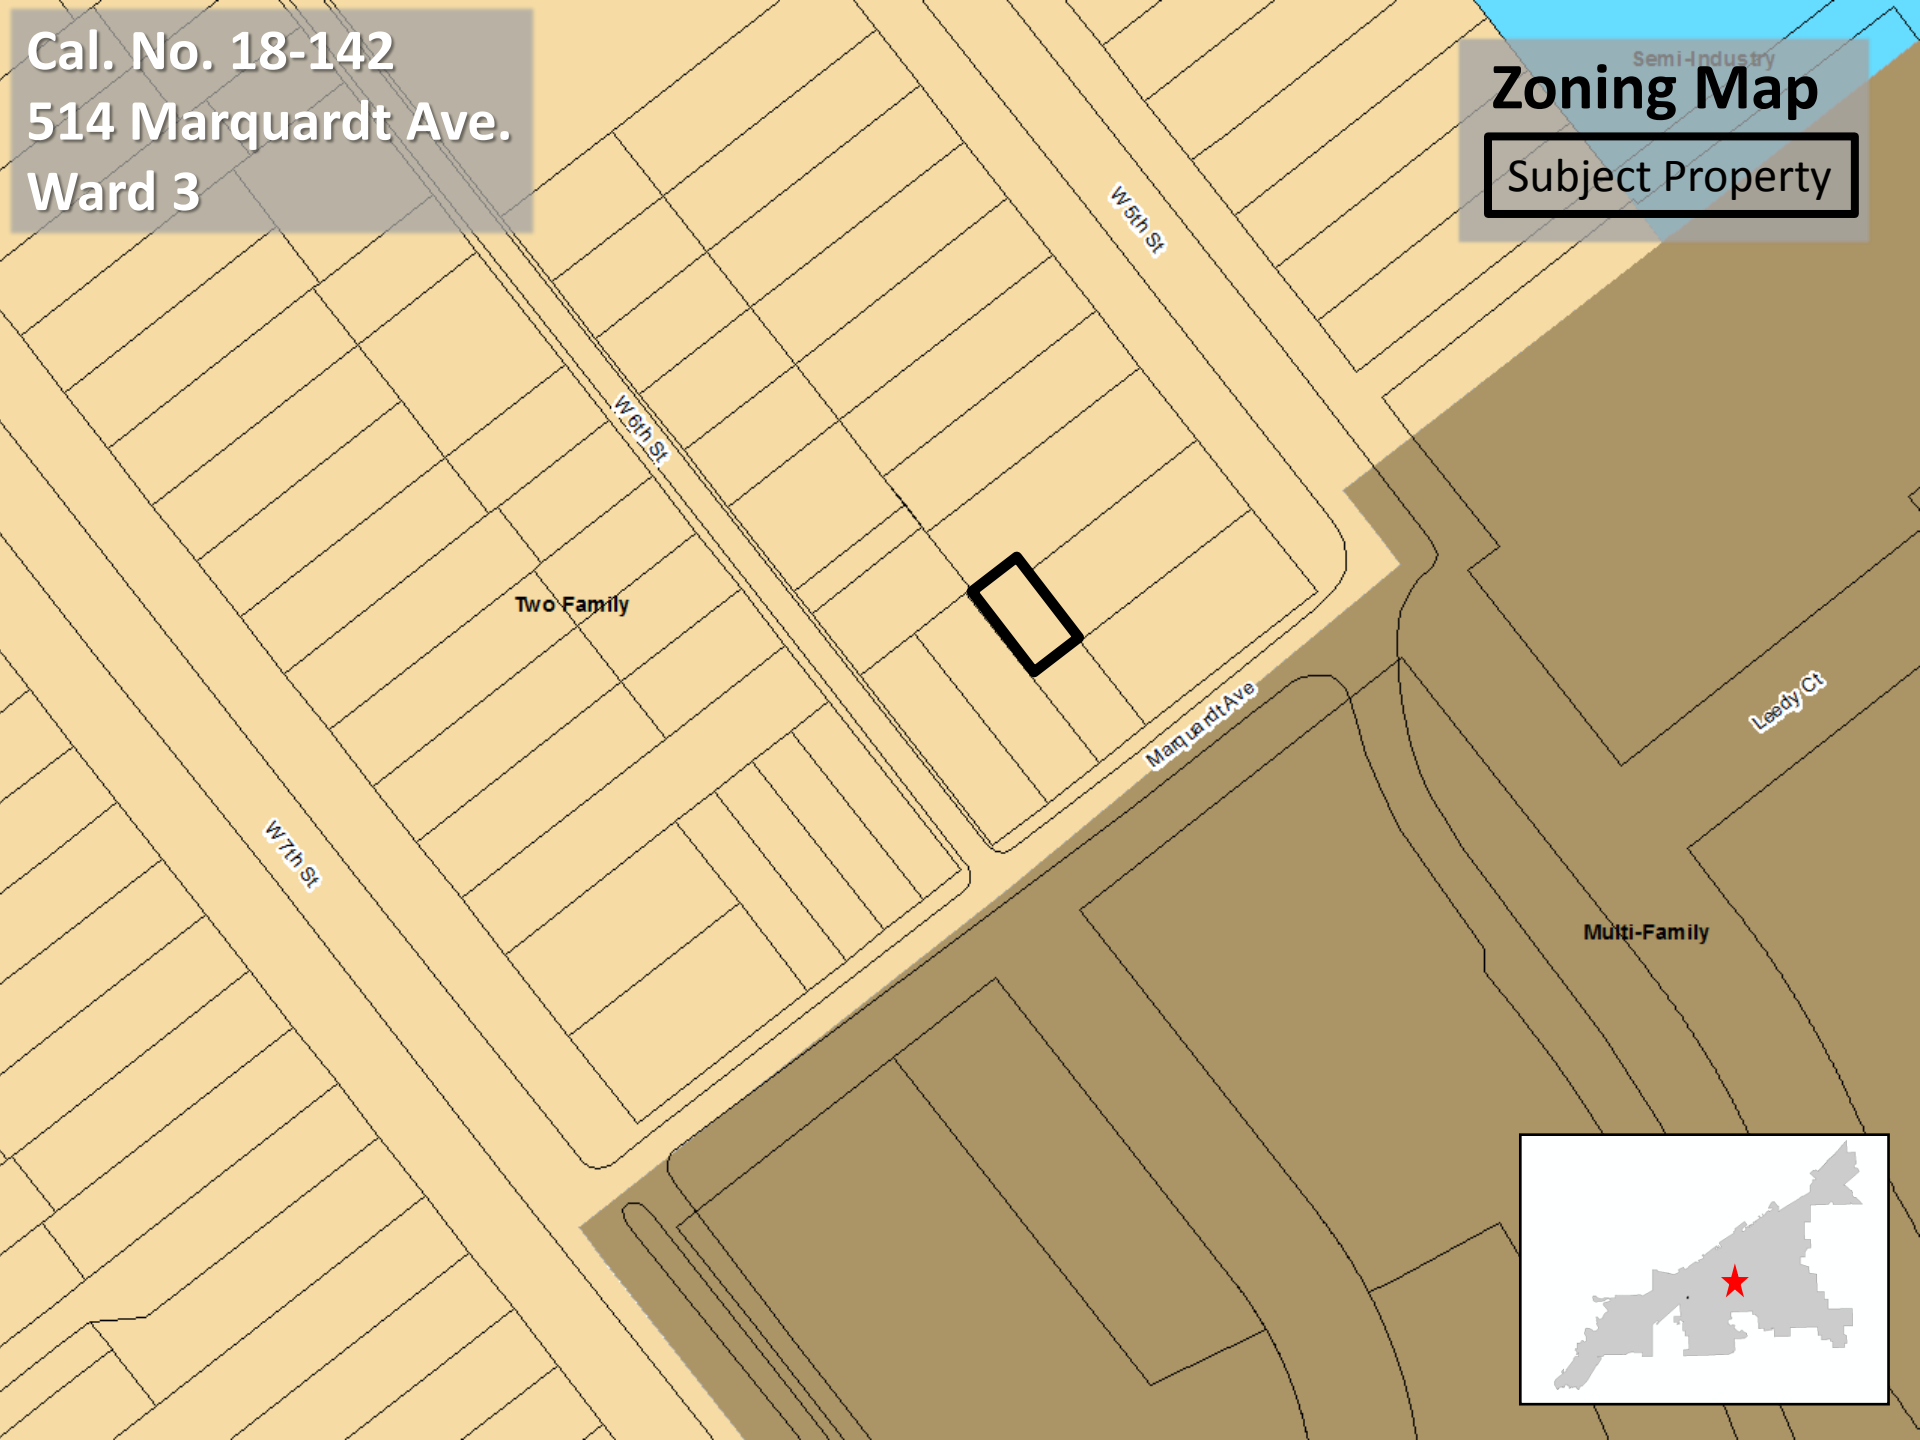 Cal. No. 18-142
514 Marquardt Ave.
Ward 3
Semi-Industry
Zoning Map
Subject Property
W 5th St
W 6th St
Two Family
Marquardt Ave
Leedy Ct
W 7th St
Multi-Family